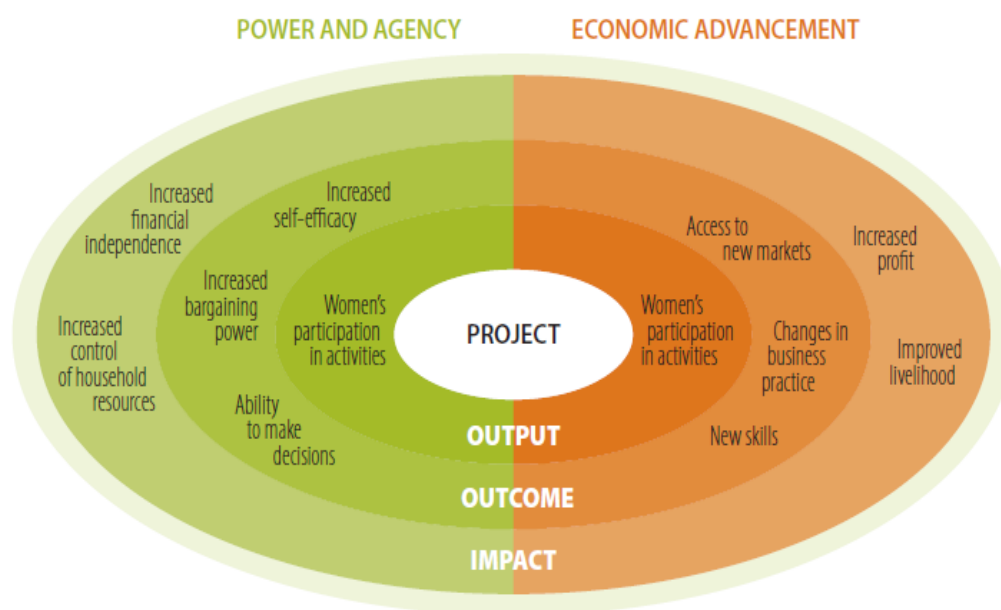 POWER AND AGENCY
ECONOMIC ADVANCEMENT
Increased
financial
independence
Increased
self-efficacy
Increased
bargaining
power
Women's
participation
in activities
Increased
control
of household
resources
Ability
to make
decisions
PROJECT
Women's
participation
in activities
Access to
new markets
Changes in
business
practice
New skills
Increased
profit
Improved
livelihood
OUTPUT
OUTCOME
IMPACT